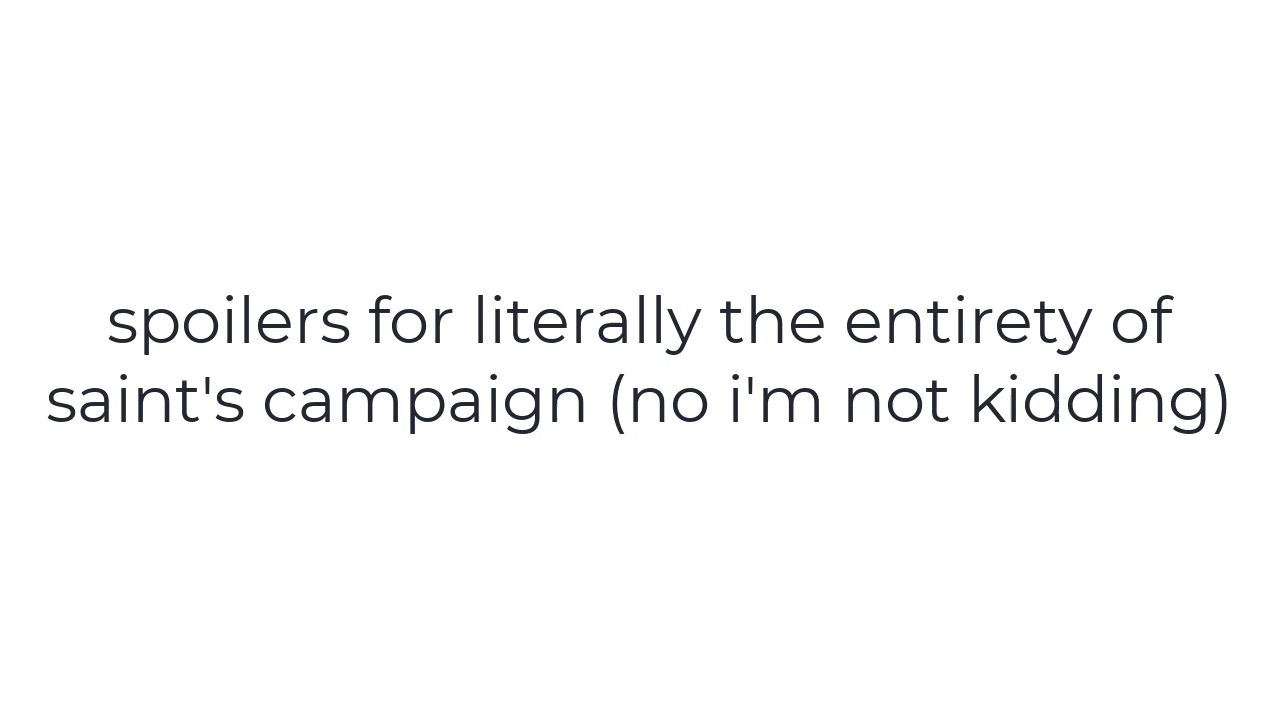 spoilers for literally the entirety of
saint's campaign (no i'm not kidding)